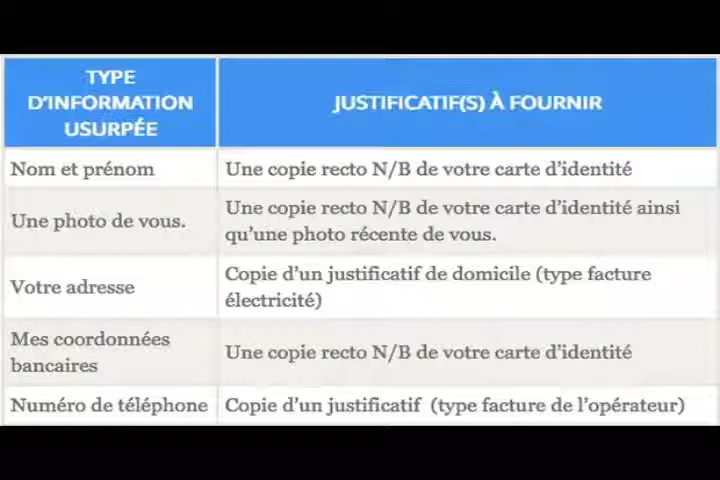 TYPE
D'INFORMATION
USURPÉE
JUSTIFICATIF(S) À FOURNIR
Nom et prénom
Une copie recto N/B de votre carte d'identité
Une photo de vous.
Une copie recto N/B de votre carte d'identité ainsi
qu'une photo récente de vous.
Votre adresse
Copie d'un justificatif de domicile (type facture
électricité)
Mes coordonnées
bancaires
Une copie recto N/B de votre carte d'identité
Numéro de téléphone
Copie d'un justificatif (type facture de l'opérateur)